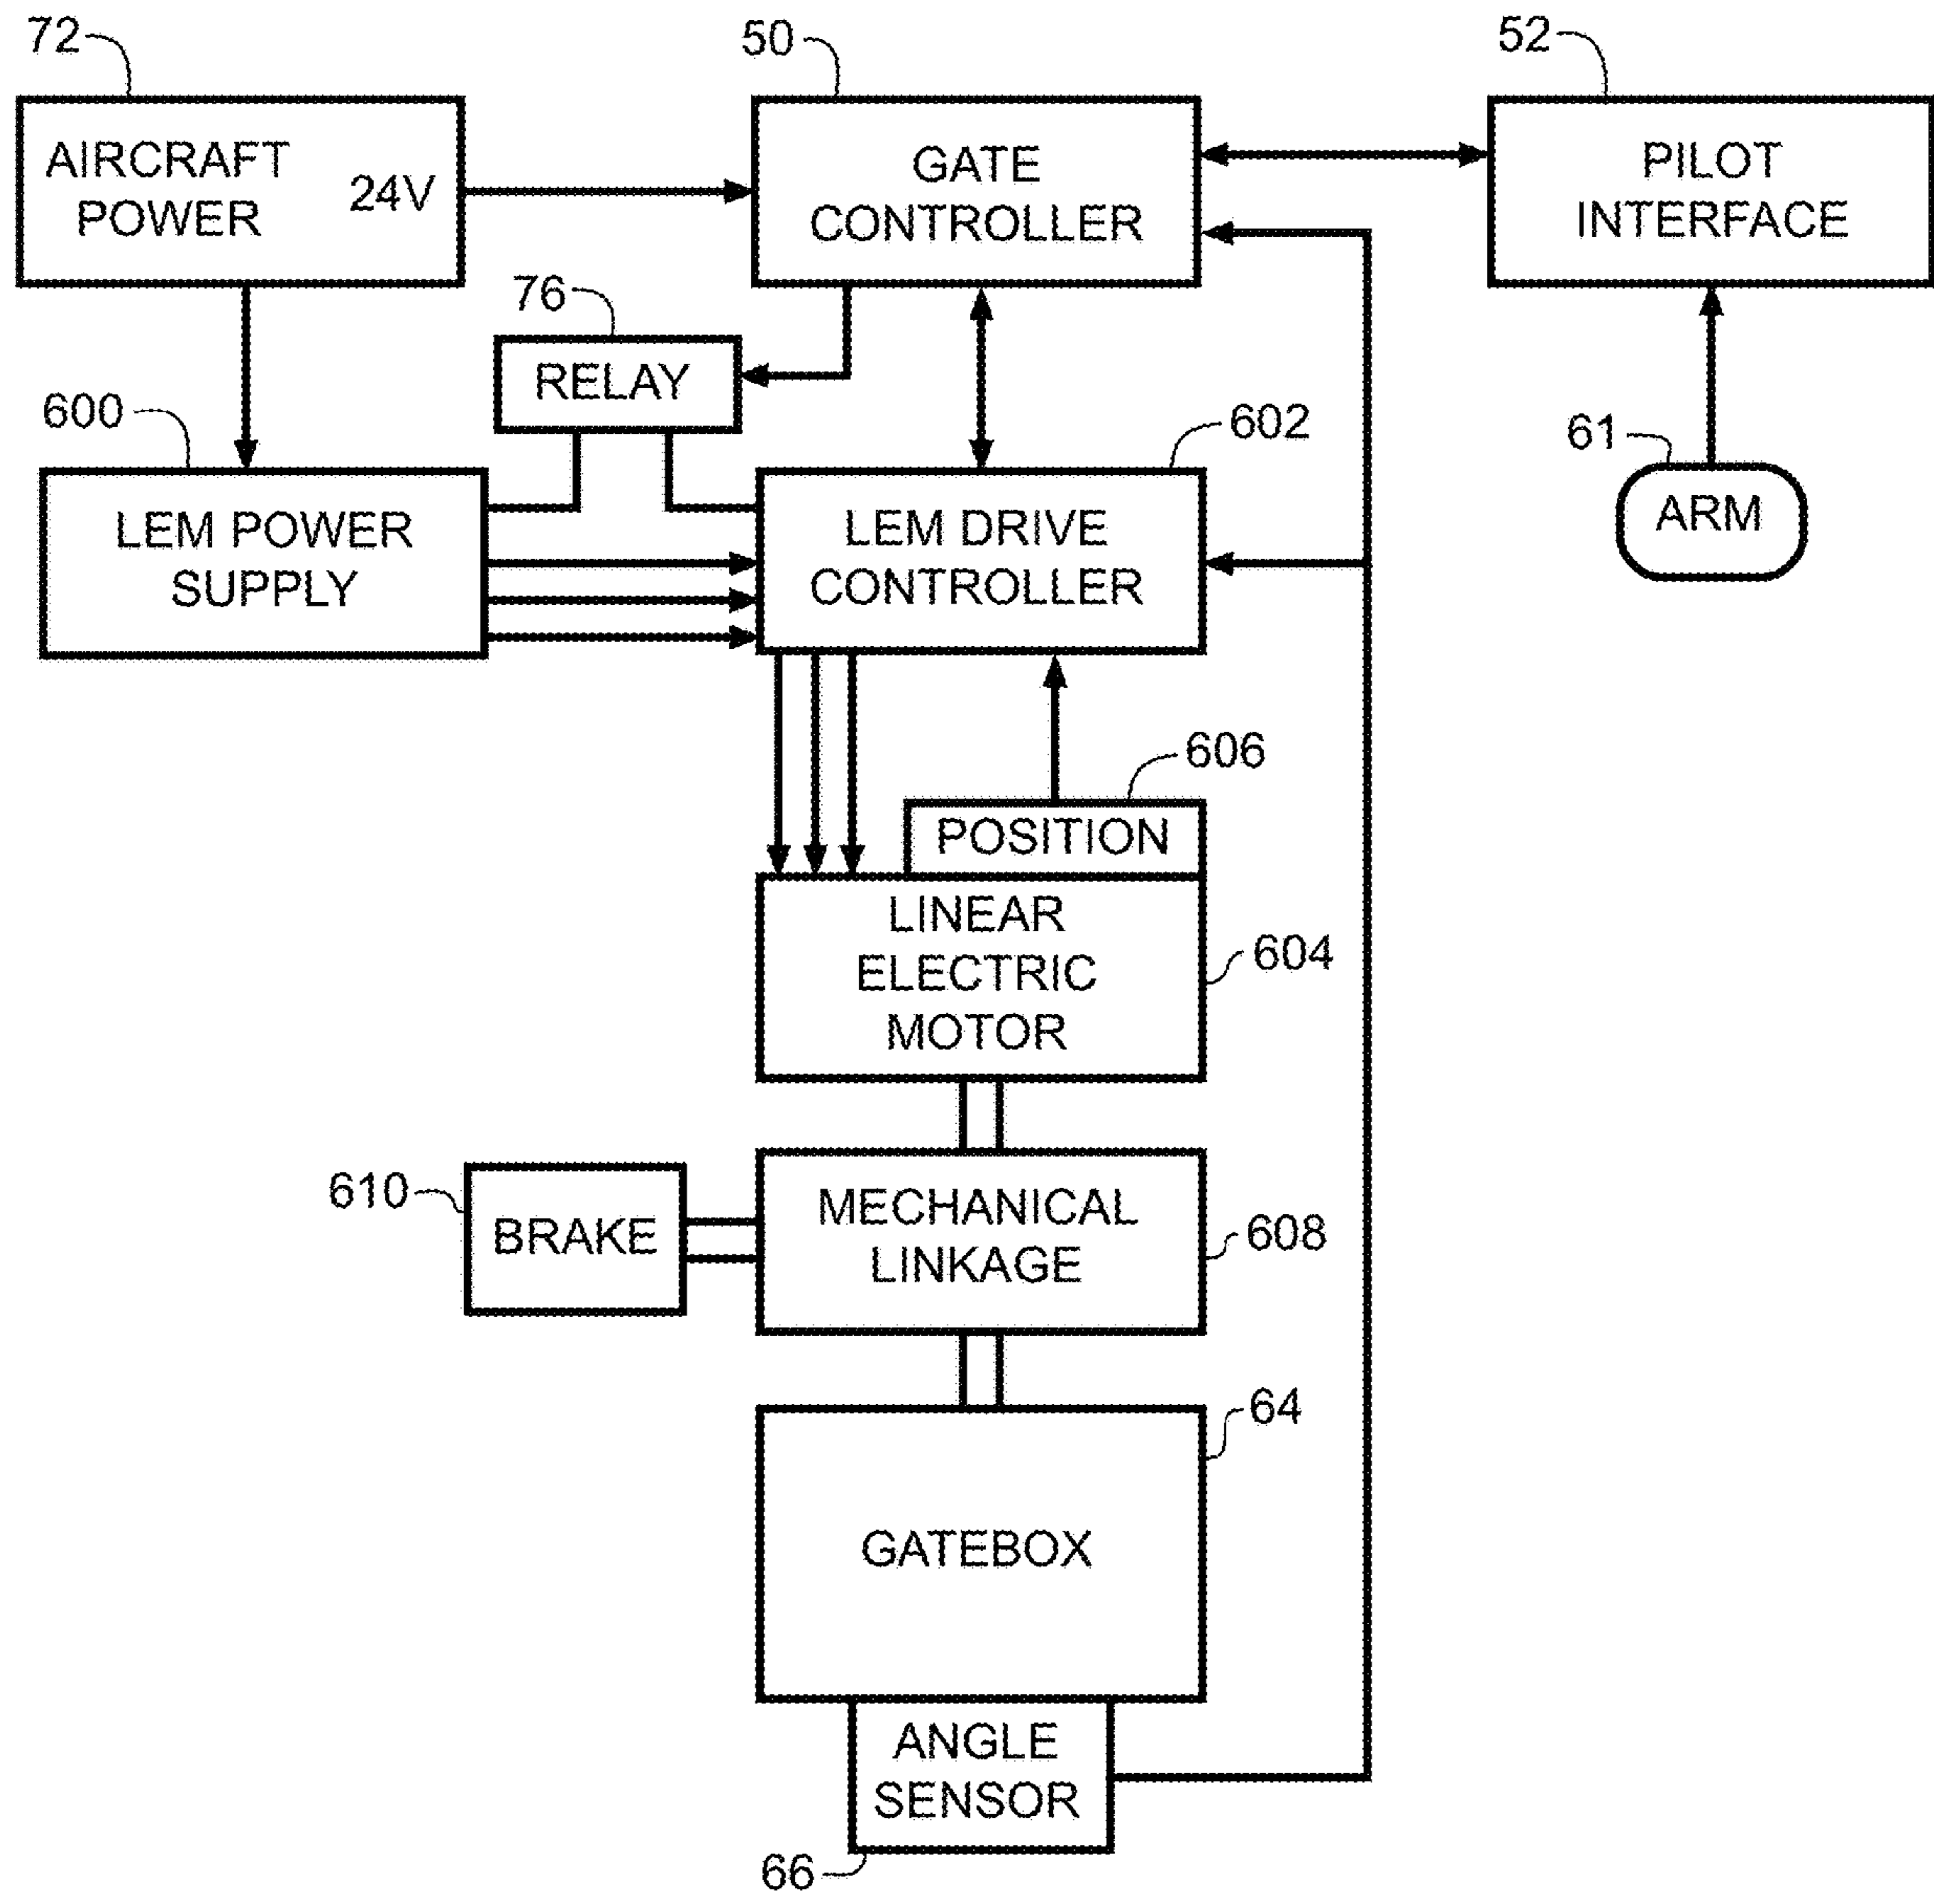 72
50
52
AIRCRAFT
POWER
24V
GATE
CONTROLLER
PILOT
INTERFACE
76
RELAY
600
602
61
ARM
LEM POWER
SUPPLY
LEM DRIVE
CONTROLLER
606
POSITION
LINEAR
ELECTRIC
MOTOR
604
610
BRAKE
MECHANICAL
LINKAGE
608
64
GATEBOX
ANGLE
SENSOR
66